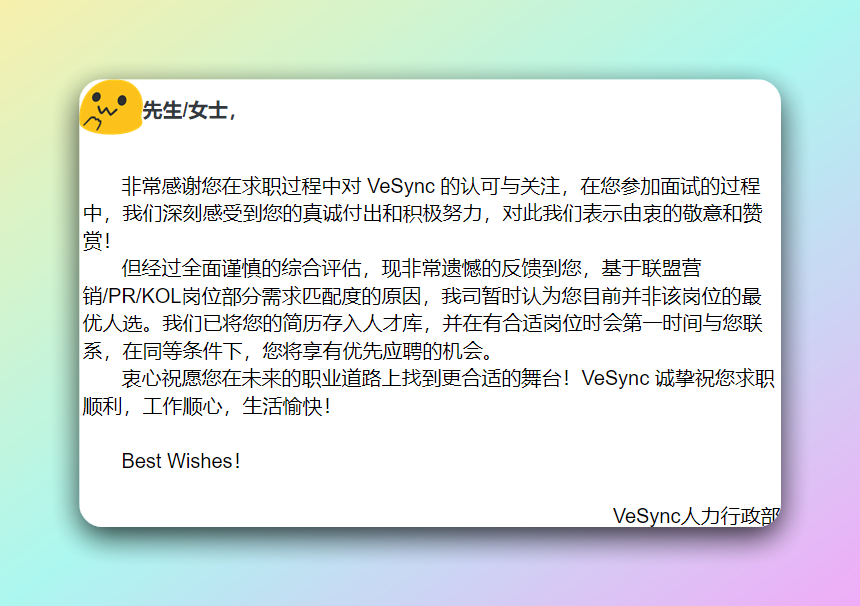 先生/女士，
非常感谢您在求职过程中对 VeSync 的认可与关注，在您参加面试的过程
中，我们深刻感受到您的真诚付出和积极努力，对此我们表示由衷的敬意和赞
赏！
但经过全面谨慎的综合评估，现非常遗憾的反馈到您，基于联盟营
销/PR/KOL岗位部分需求匹配度的原因，我司暂时认为您目前并非该岗位的最
优人选。我们已将您的简历存入人才库，并在有合适岗位时会第一时间与您联
系，在同等条件下，您将享有优先应聘的机会。
衷心祝愿您在未来的职业道路上找到更合适的舞台！VeSync 诚挚祝您求职
顺利，工作顺心，生活愉快！
Best Wishes！
VeSync人力行政部